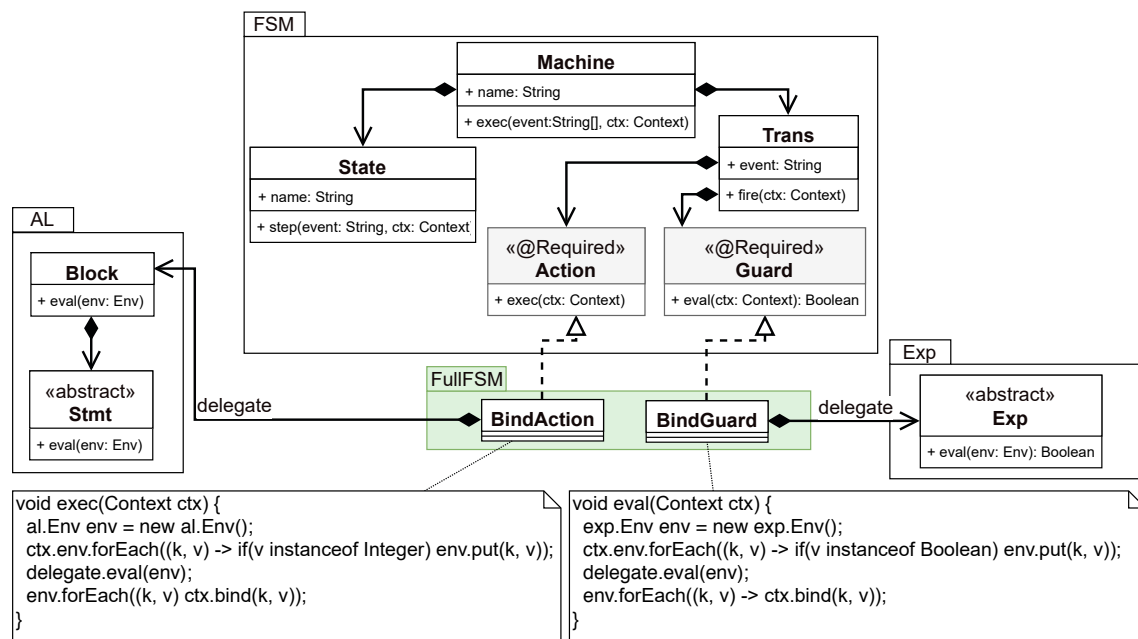 FSM
Machine
+ name: String
+ exec(event:String[], ctx: Context)
Trans
+ event: String
+ fire(ctx: Context)
State
+ name: String
+ step(event: String, ctx: Context)
AL
Block
+ eval(env: Env)
«abstract»
Stmt
+ eval(env: Env)
«@Required»
Action
+ exec(ctx: Context)
«@Required»
Guard
+ eval(ctx: Context): Boolean
Exp
«abstract»
Exp
+ eval(env: Env): Boolean
FullFSM
delegate
BindAction
BindGuard
delegate
void exec(Context ctx) {
al.Env env = new al.Env();
ctx.env.forEach((k, v) -> if(v instanceof Integer) env.put(k, v));
delegate.eval(env);
env.forEach((k, v) ctx.bind(k, v));
}
void eval(Context ctx) {
exp.Env env = new exp.Env();
ctx.env.forEach((k, v) -> if(v instanceof Boolean) env.put(k, v));
delegate.eval(env);
env.forEach((k, v) -> ctx.bind(k, v));
}